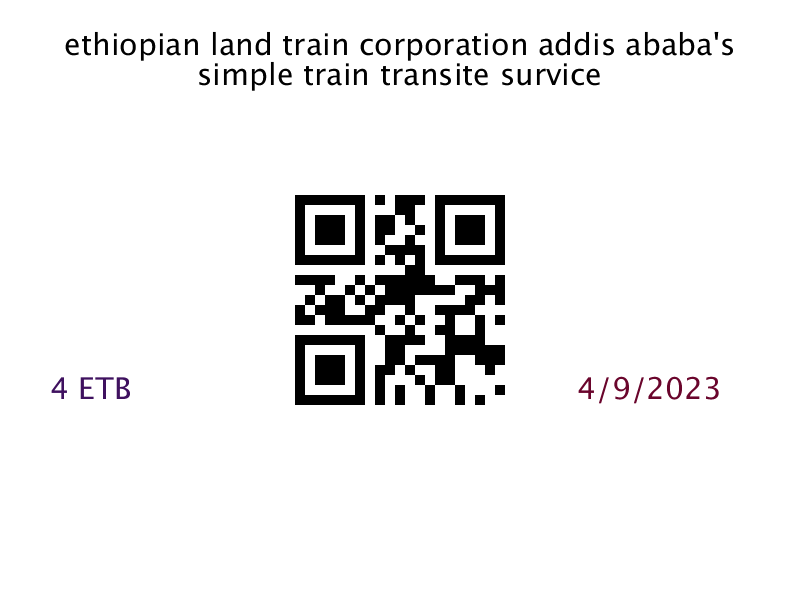 ethiopian land train corporation addis ababa's
simple train transite survice
4 ETB
4/9/2023